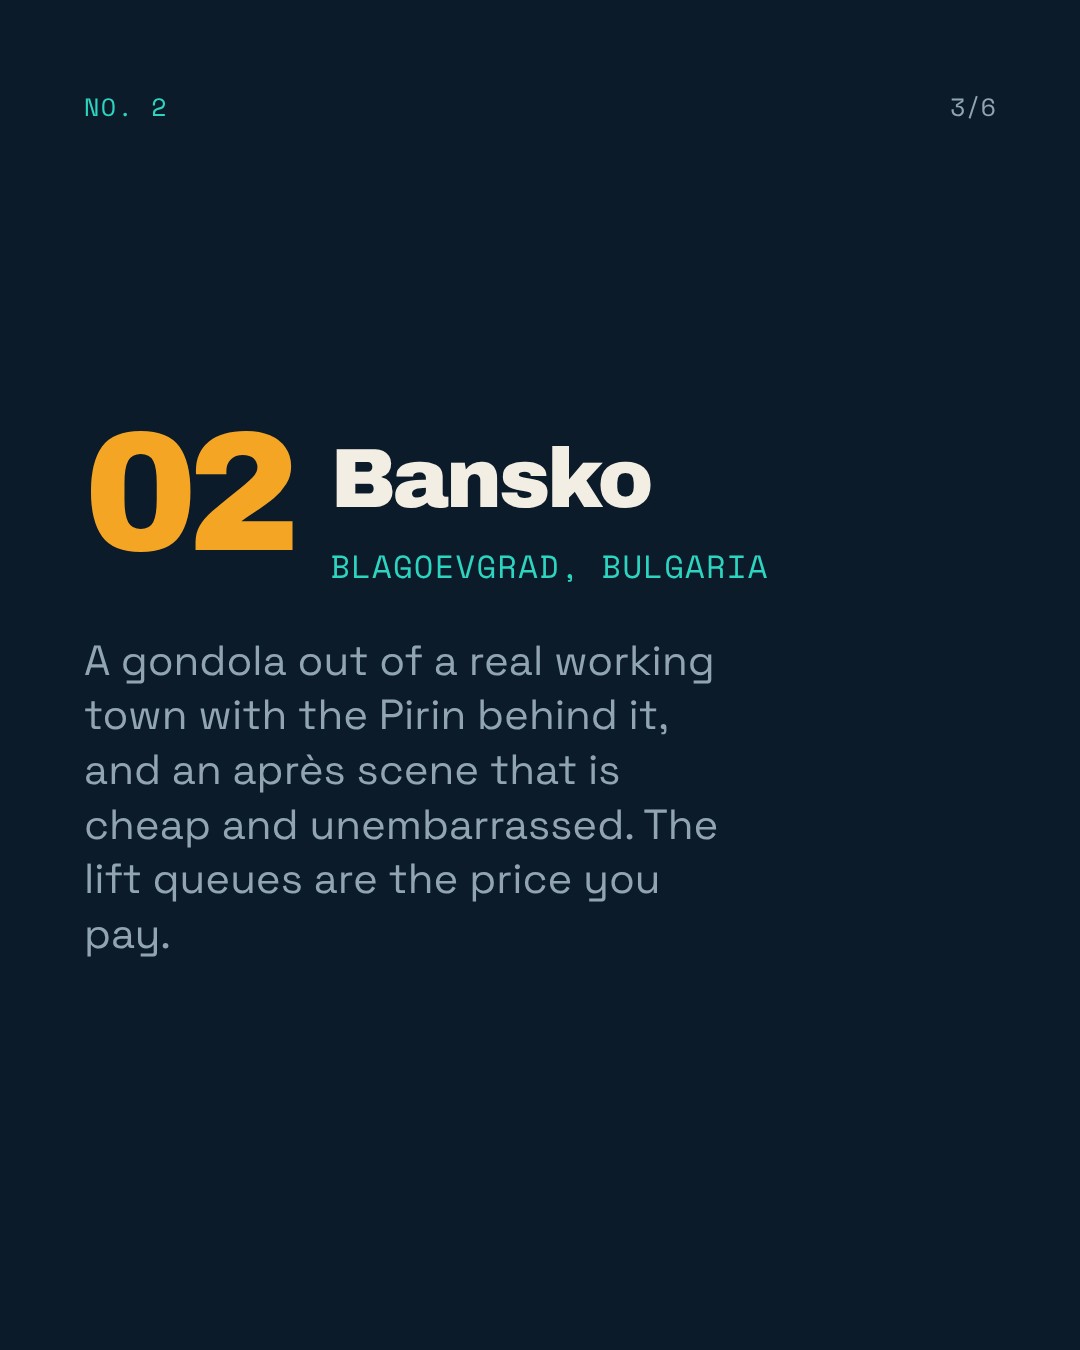 NO. 2
3/6
02
Bansko
BLAGOEVGRAD, BULGARIA
A gondola out of a real working
town with the Pirin behind it,
and an après scene that is
cheap and unembarrassed. The
lift queues are the price you
pay.